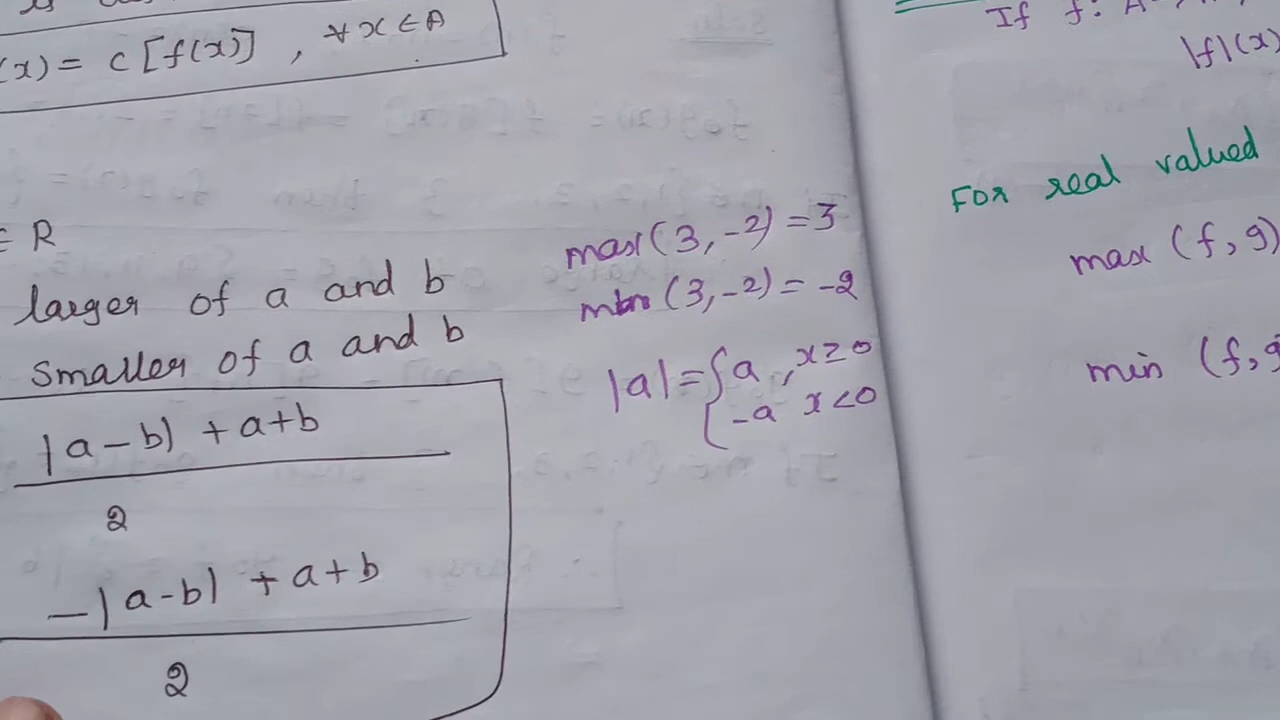 (x) = c [f(x)] , ∀ x ∈ A
∈ R
larger of a and b
smaller of a and b
|a - b| + a+b
2
-|a-b| + a+b
2
max(3, -2) = 3
min(3, -2) = -2
|a| = { a , x ≥ 0
-a x < 0
If f: A
|f|(x)
For real valued
max (f, g)
min (f, g